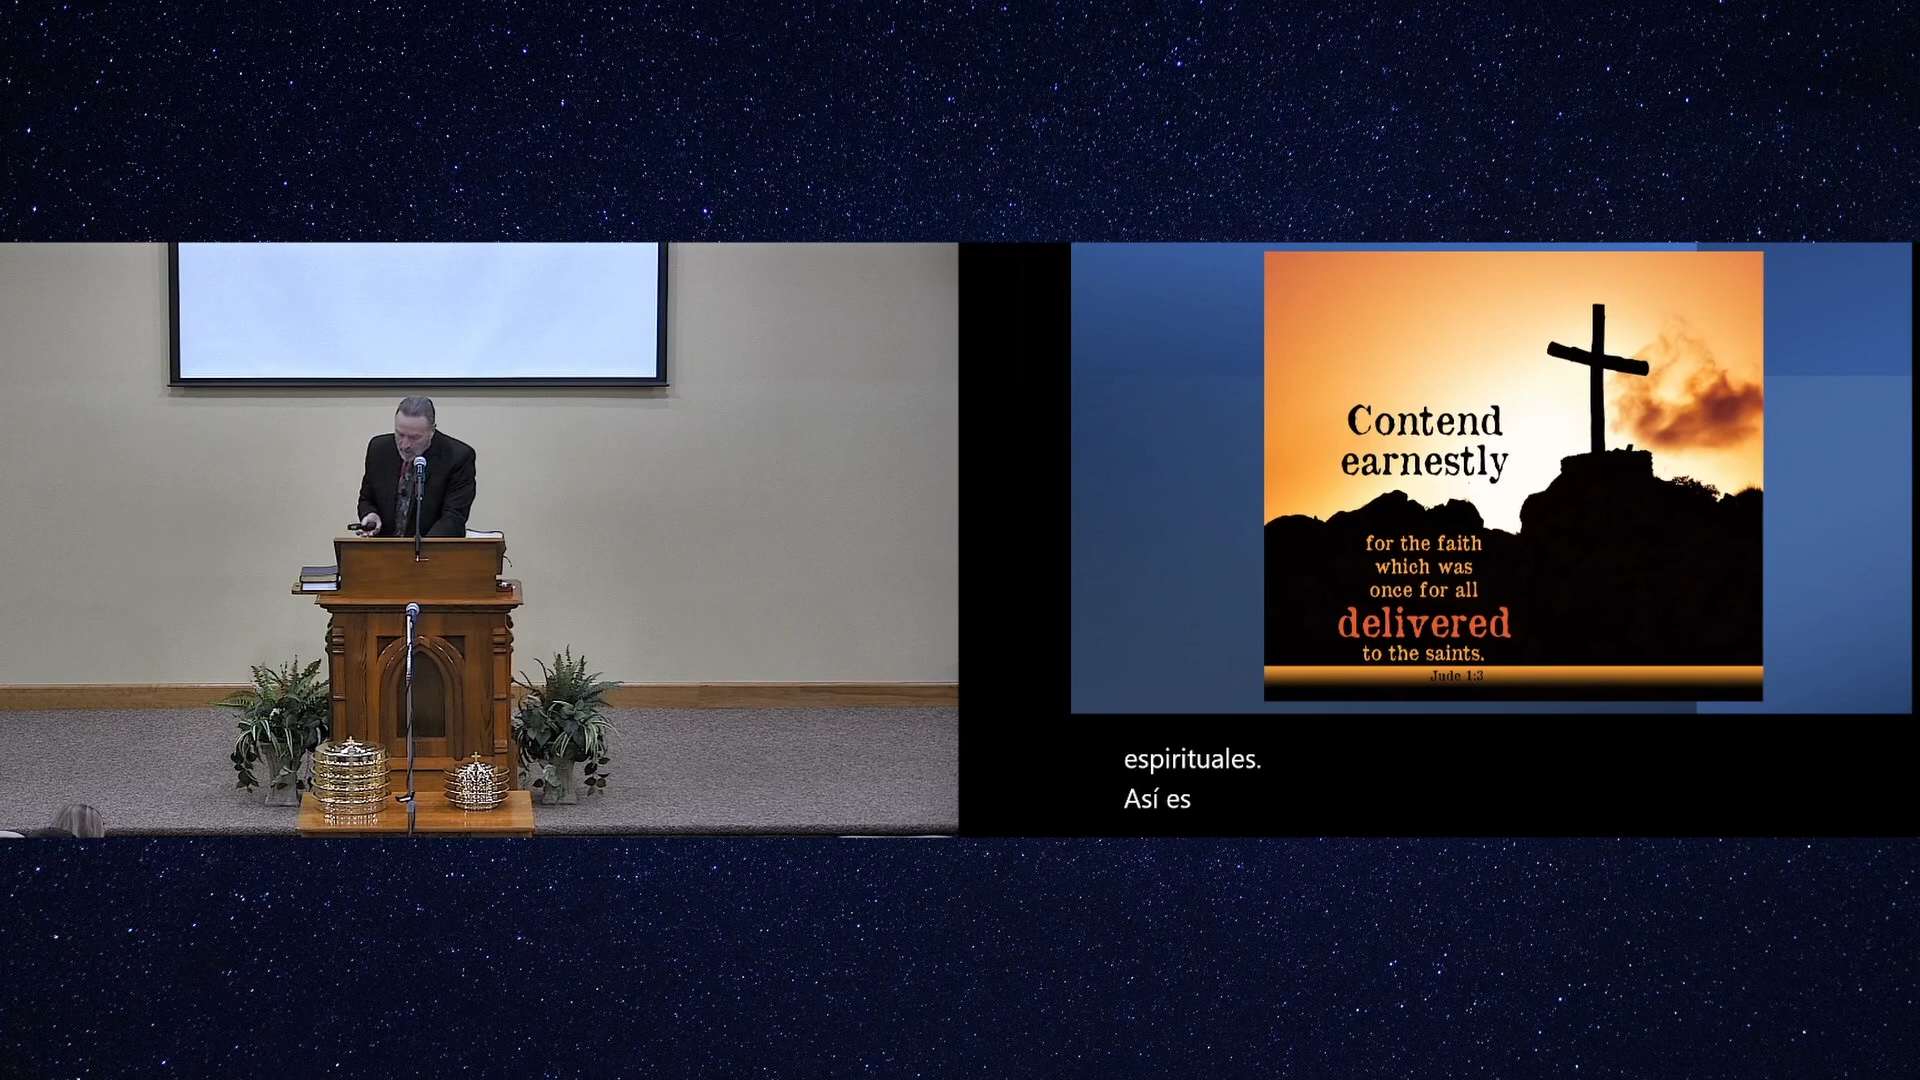 Contend
earnestly
for the faith
which was
once for all
delivered
to the saints.
Jude 1:3
espirituales.
Así es